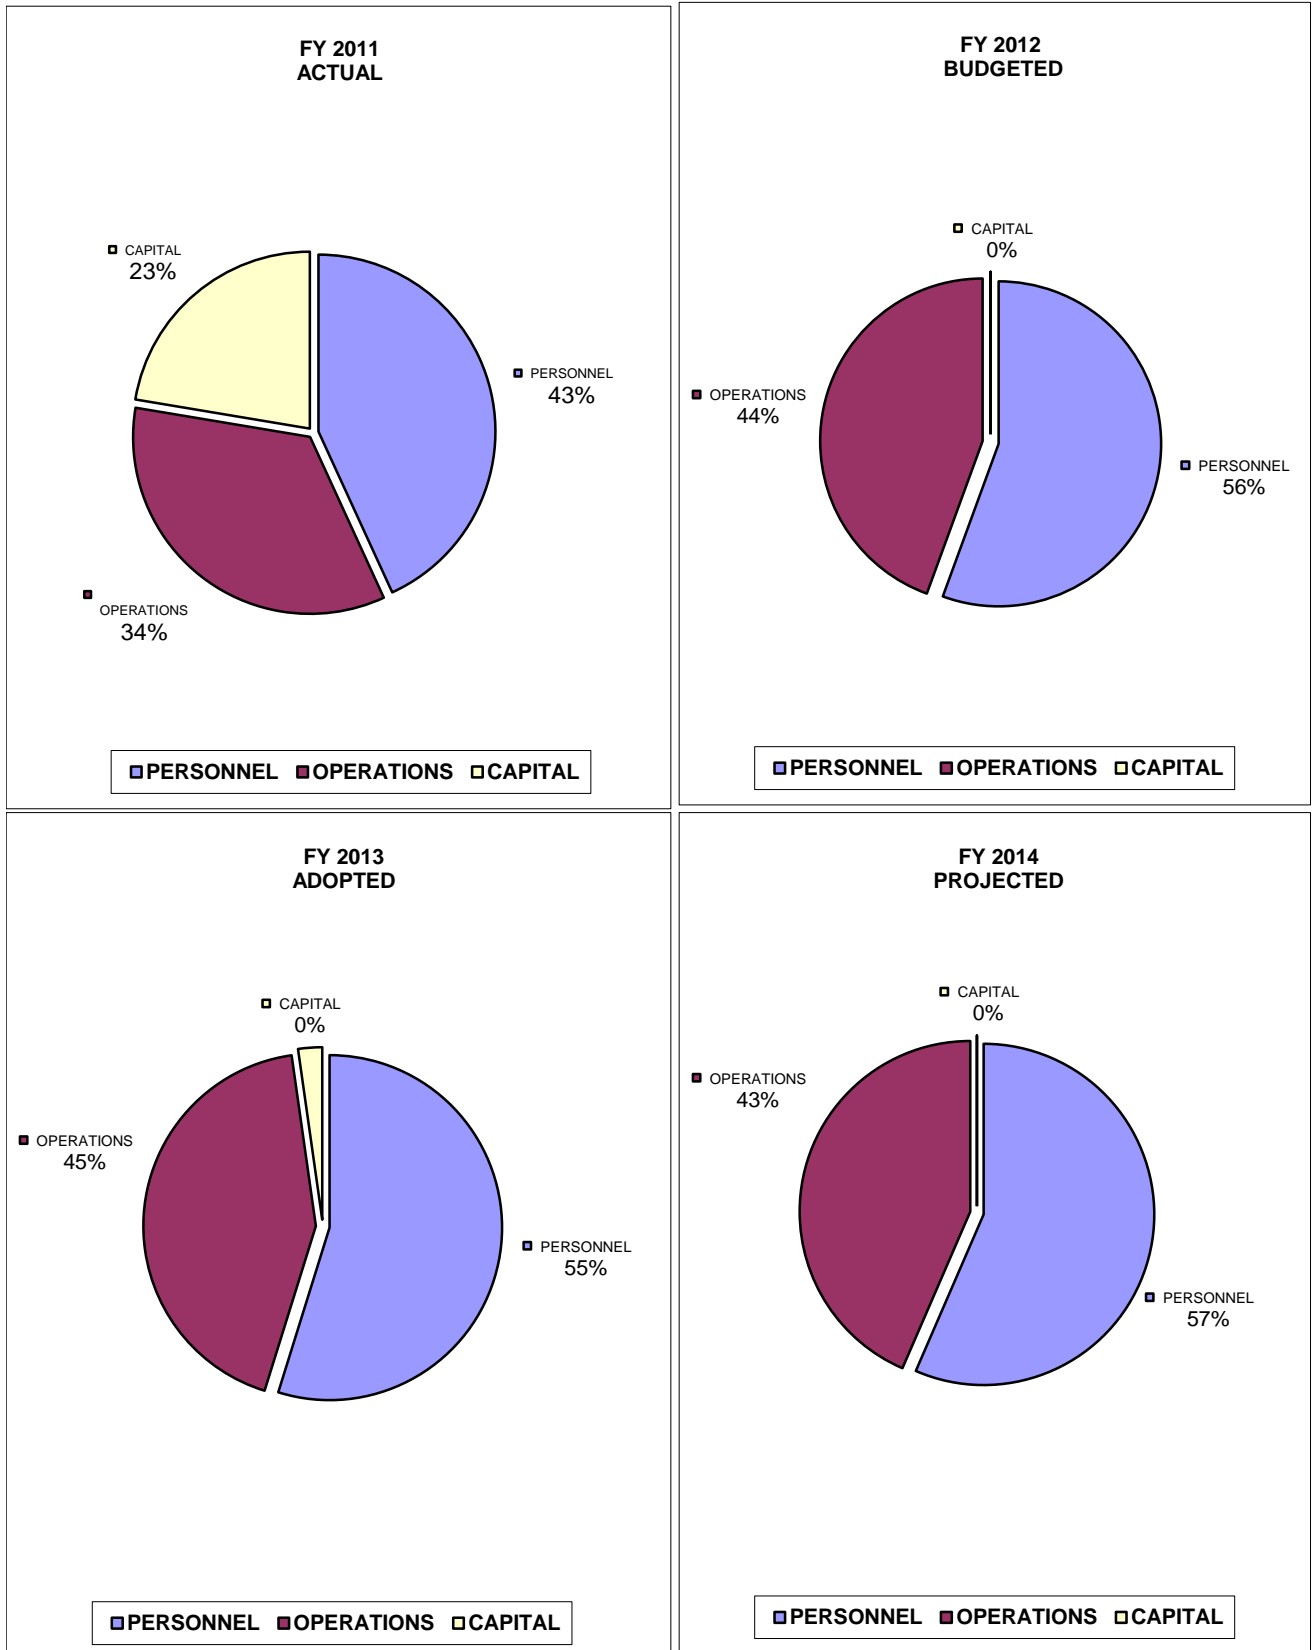 FY 2011
ACTUAL
CAPITAL
23%
PERSONNEL
43%
OPERATIONS
34%
PERSONNEL OPERATIONS CAPITAL
FY 2012
BUDGETED
CAPITAL
0%
OPERATIONS
44%
PERSONNEL
56%
PERSONNEL OPERATIONS CAPITAL
FY 2013
ADOPTED
CAPITAL
0%
OPERATIONS
45%
PERSONNEL
55%
PERSONNEL OPERATIONS CAPITAL
FY 2014
PROJECTED
CAPITAL
0%
OPERATIONS
43%
PERSONNEL
57%
PERSONNEL OPERATIONS CAPITAL